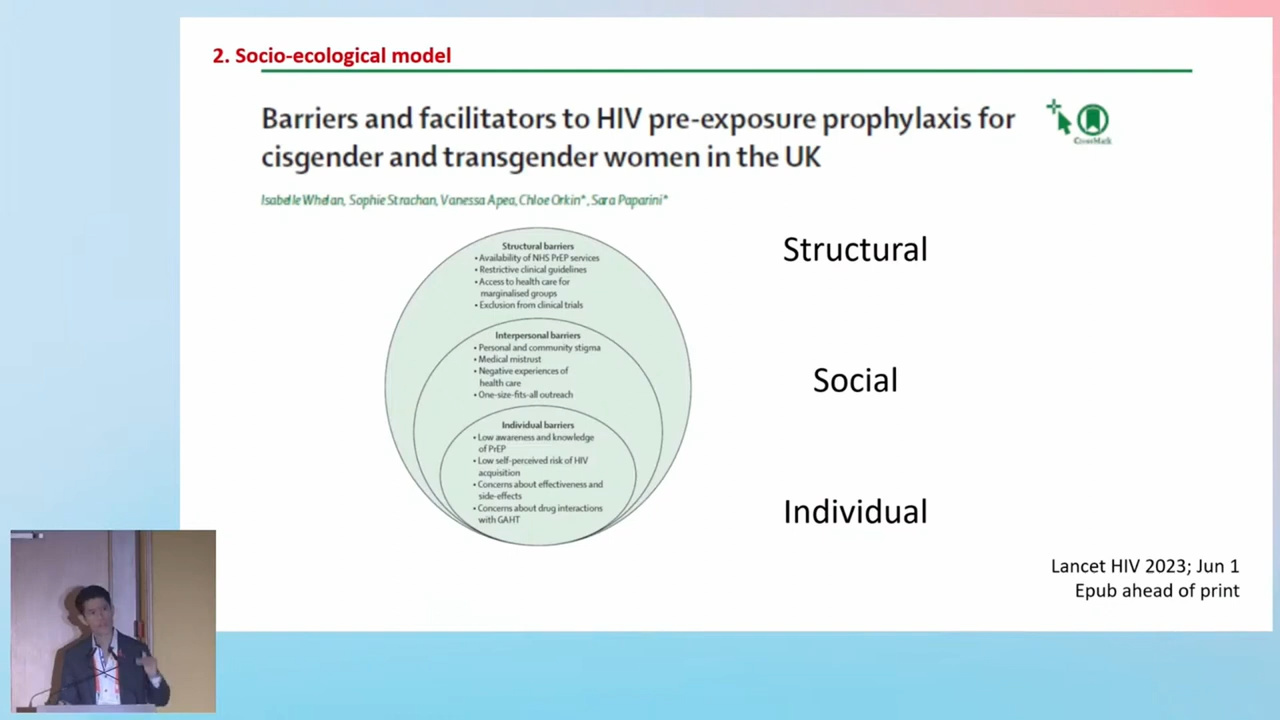 2. Socio-ecological model
Barriers and facilitators to HIV pre-exposure prophylaxis for
cisgender and transgender women in the UK
CrossMark
Isabelle Whelan, Sophie Strachan, Vanessa Apea, Chloe Orkin*, Sara Paparini*
Structural barriers
• Availability of NHS PrEP services
• Restrictive clinical guidelines
• Access to health care for
marginalised groups
• Exclusion from clinical trials
Structural
Interpersonal barriers
• Personal and community stigma
• Medical mistrust
• Negative experiences of
health care
• One-size-fits-all outreach
Social
Individual barriers
• Low awareness and knowledge
of PrEP
• Low self-perceived risk of HIV
acquisition
• Concerns about effectiveness and
side-effects
• Concerns about drug interactions
with GAHT
Individual
Lancet HIV 2023; Jun 1
Epub ahead of print